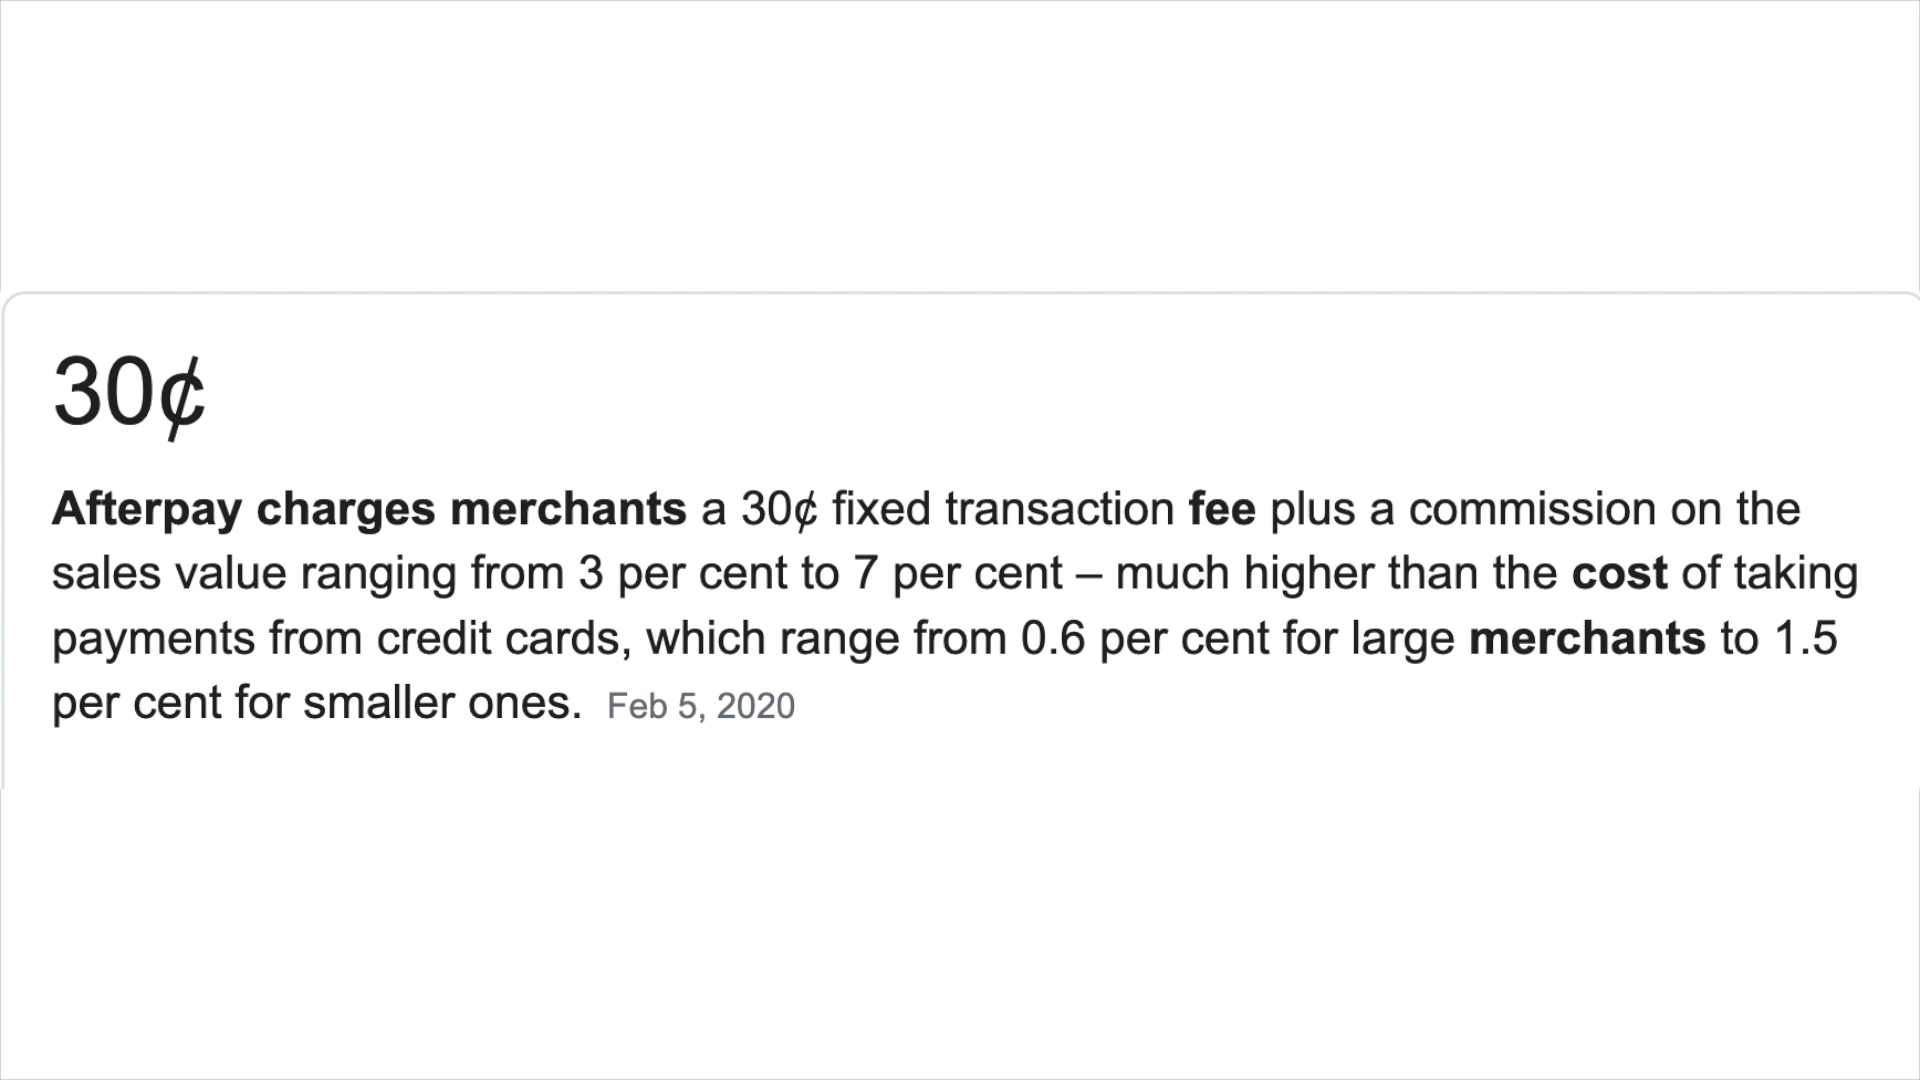 30¢
Afterpay charges merchants a 30¢ fixed transaction fee plus a commission on the
sales value ranging from 3 per cent to 7 per cent – much higher than the cost of taking
payments from credit cards, which range from 0.6 per cent for large merchants to 1.5
per cent for smaller ones. Feb 5, 2020